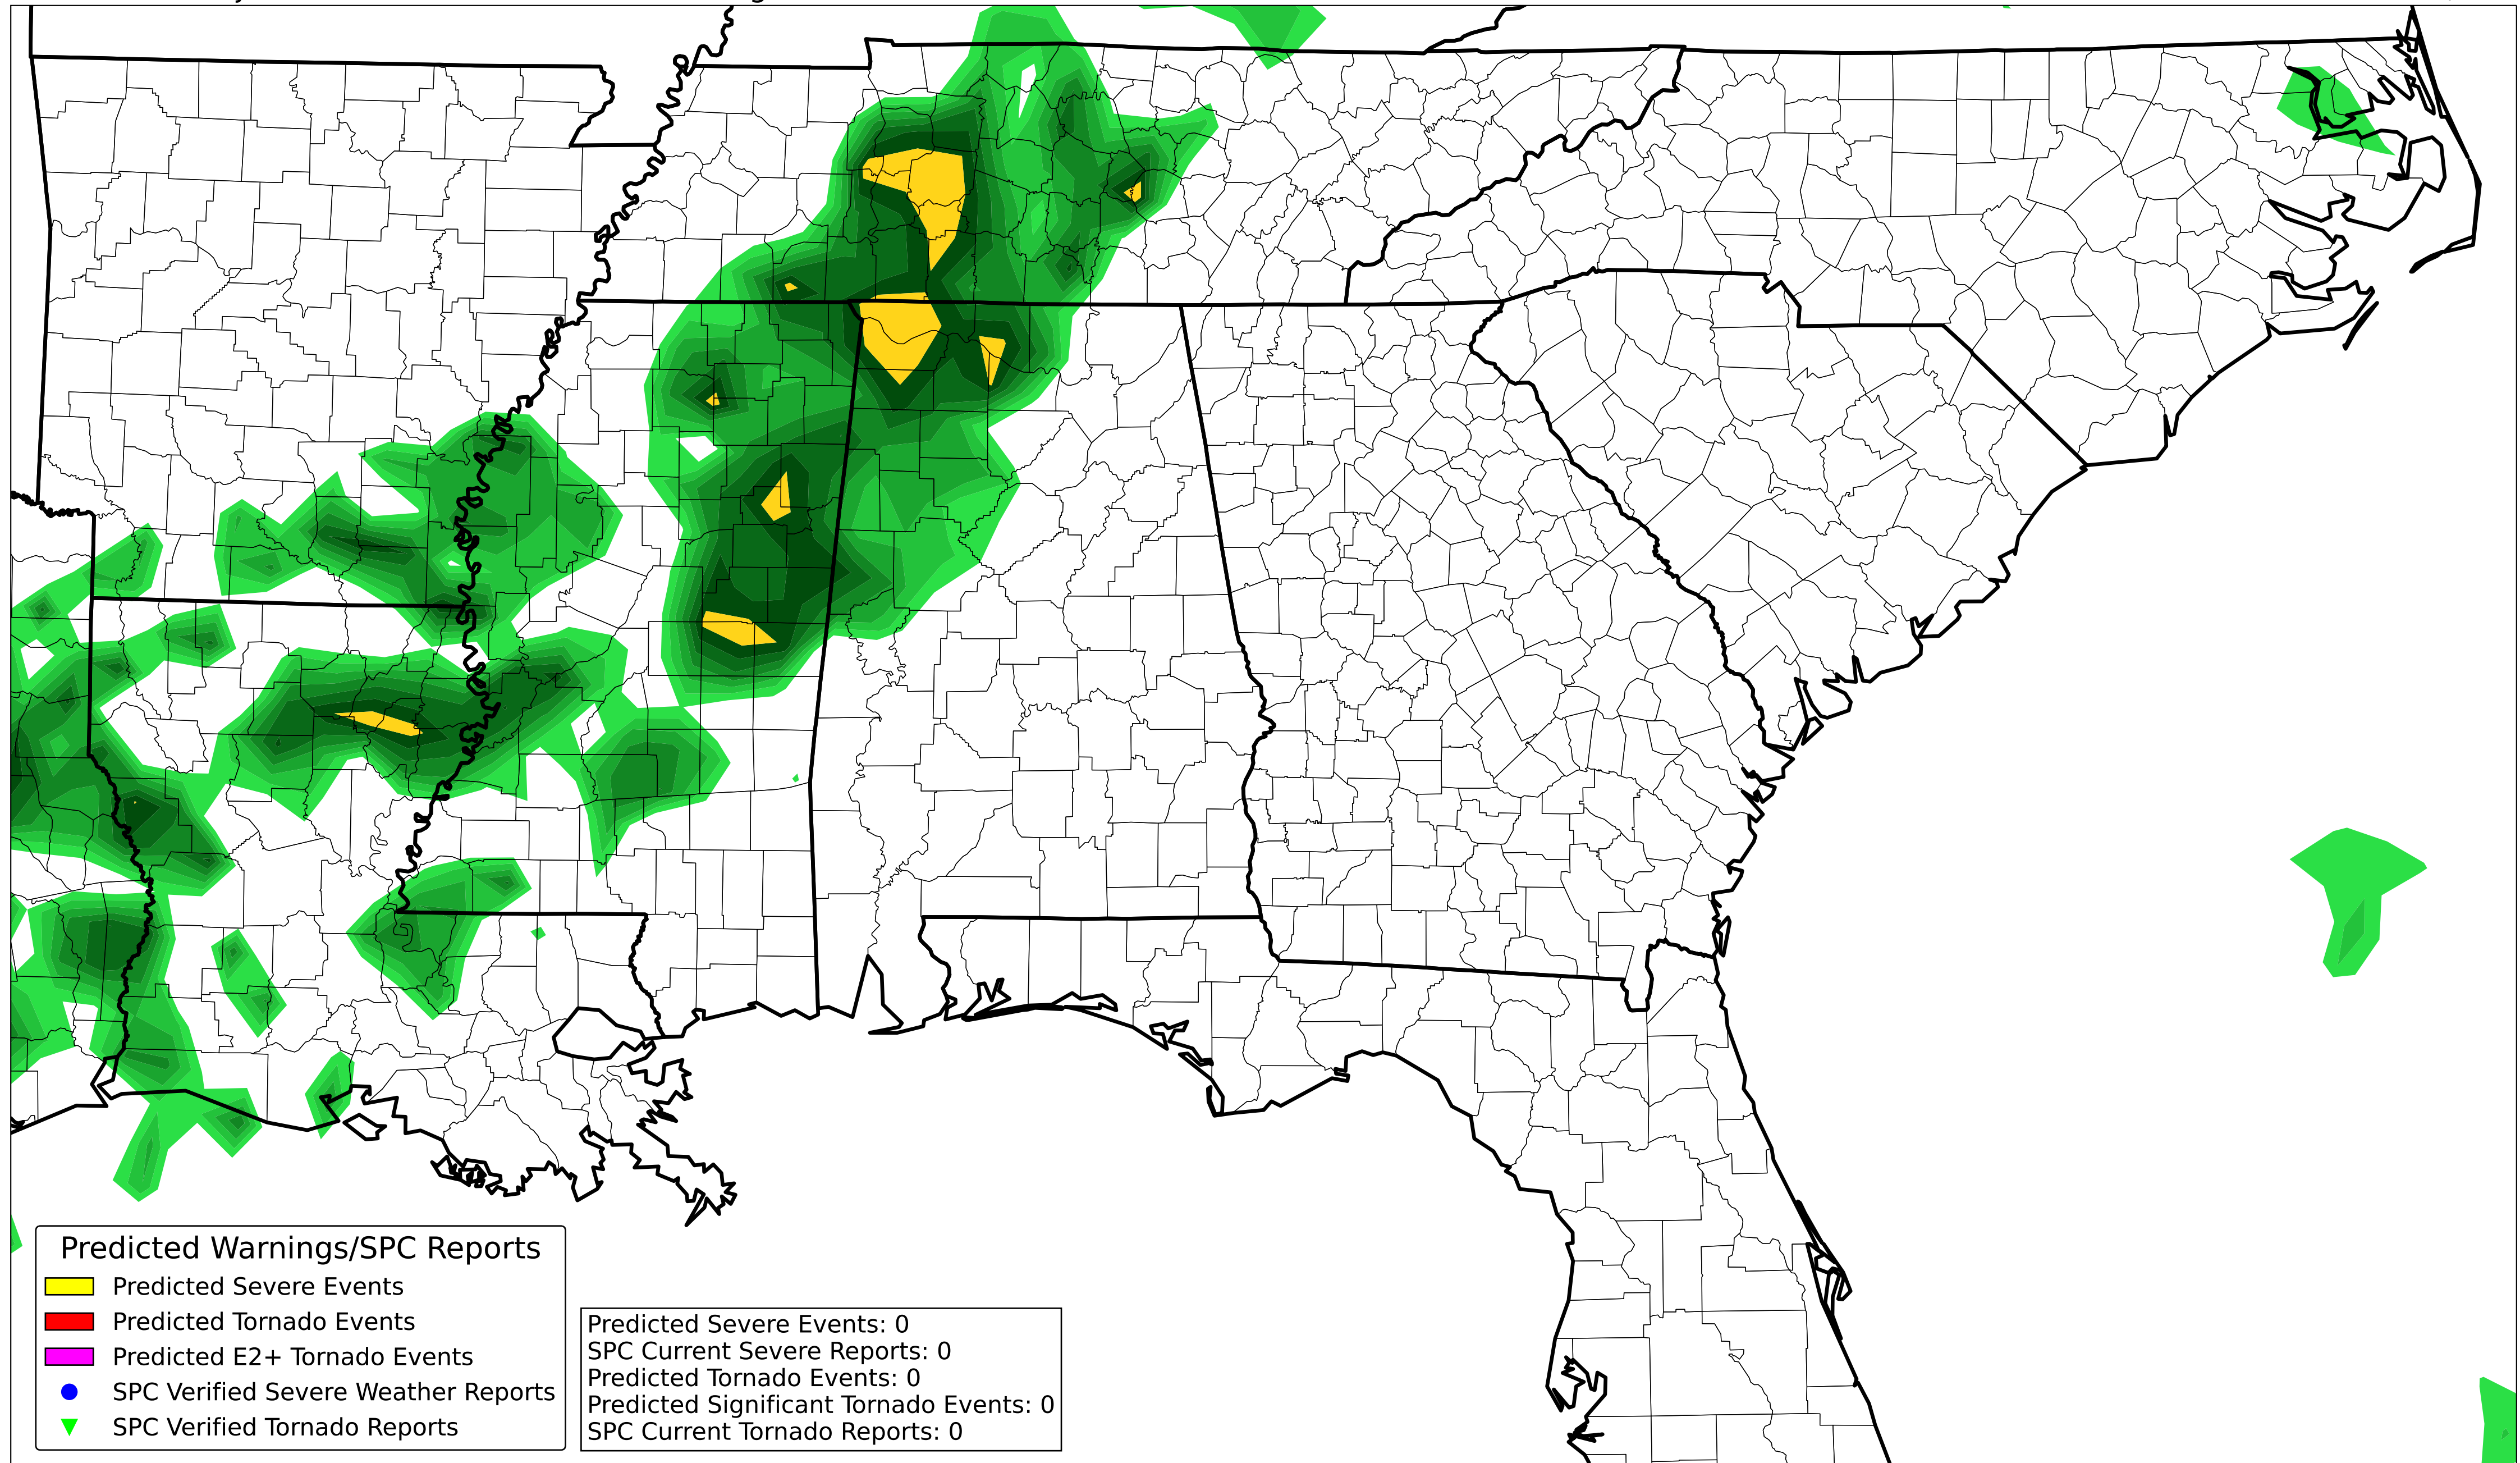 Predicted Warnings/SPC Reports
Predicted Severe Events
Predicted Tornado Events
Predicted E2+ Tornado Events
SPC Verified Severe Weather Reports
SPC Verified Tornado Reports
Predicted Severe Events: 0
SPC Current Severe Reports: 0
Predicted Tornado Events: 0
Predicted Significant Tornado Events: 0
SPC Current Tornado Reports: 0